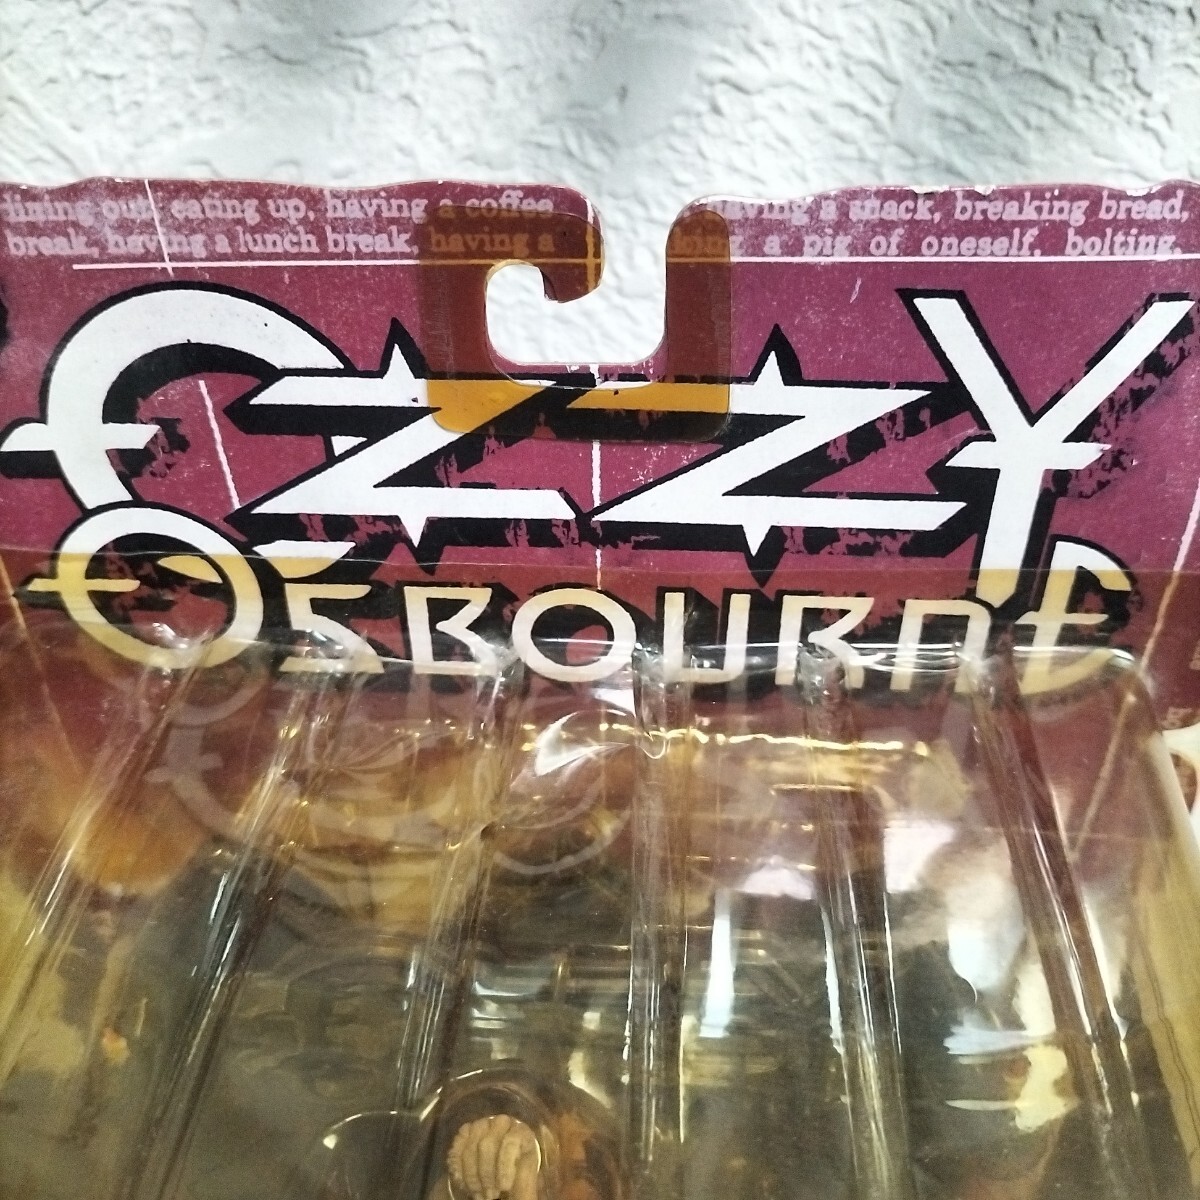 dining out, eating up, having a coffee having a snack, breaking bread,
break, having a lunch break, having a making a pig of oneself, bolting,
Ozzy
Osbourne